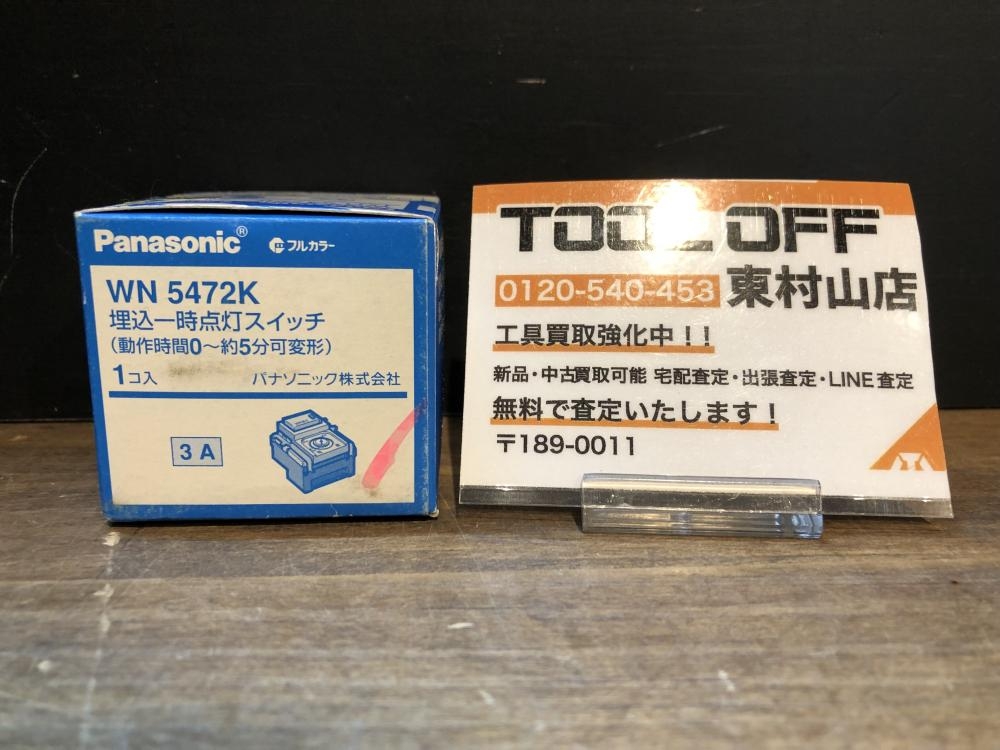 Panasonic® フルカラー
WN 5472K
埋込一時点灯スイッチ
(動作時間0〜約5分可変形)
1コ入 パナソニック株式会社
3 A
TOOL OFF
0120-540-453 東村山店
工具買取強化中!!
新品・中古買取可能 宅配査定・出張査定・LINE査定
無料で査定いたします!
〒189-0011